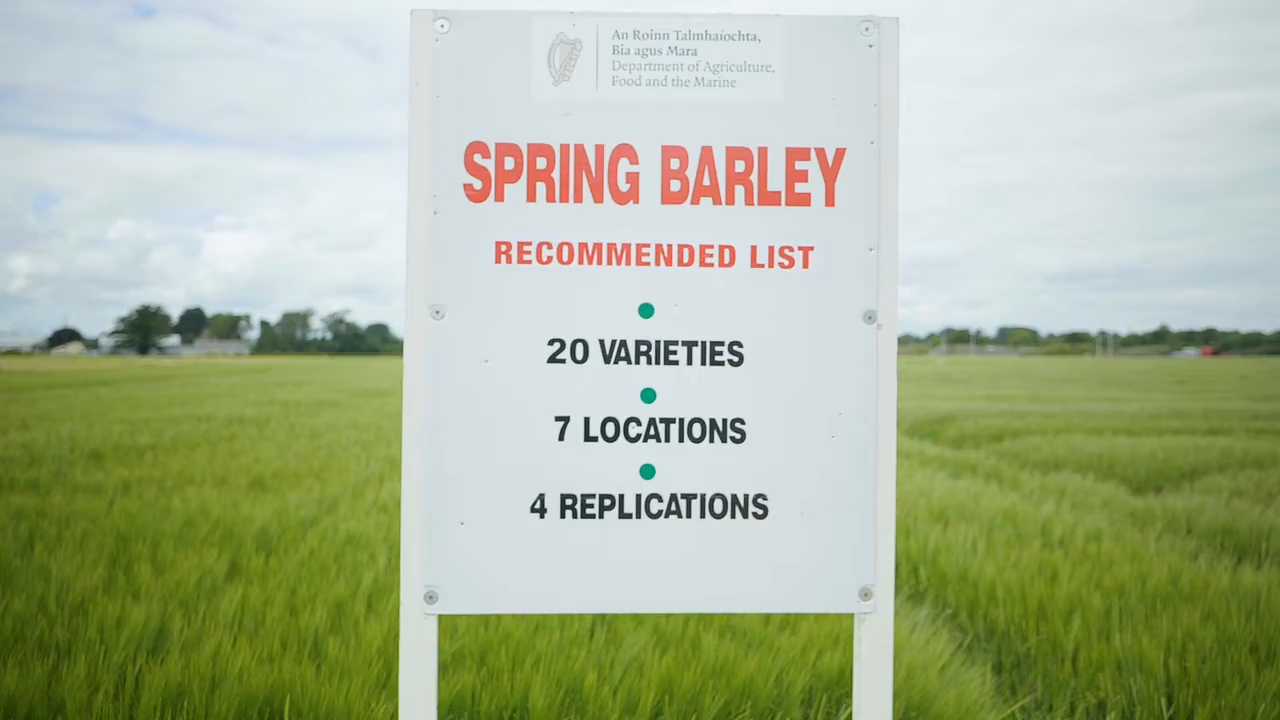 An Roinn Talmhaíochta,
Bia agus Mara
Department of Agriculture,
Food and the Marine
SPRING BARLEY
RECOMMENDED LIST
20 VARIETIES
7 LOCATIONS
4 REPLICATIONS